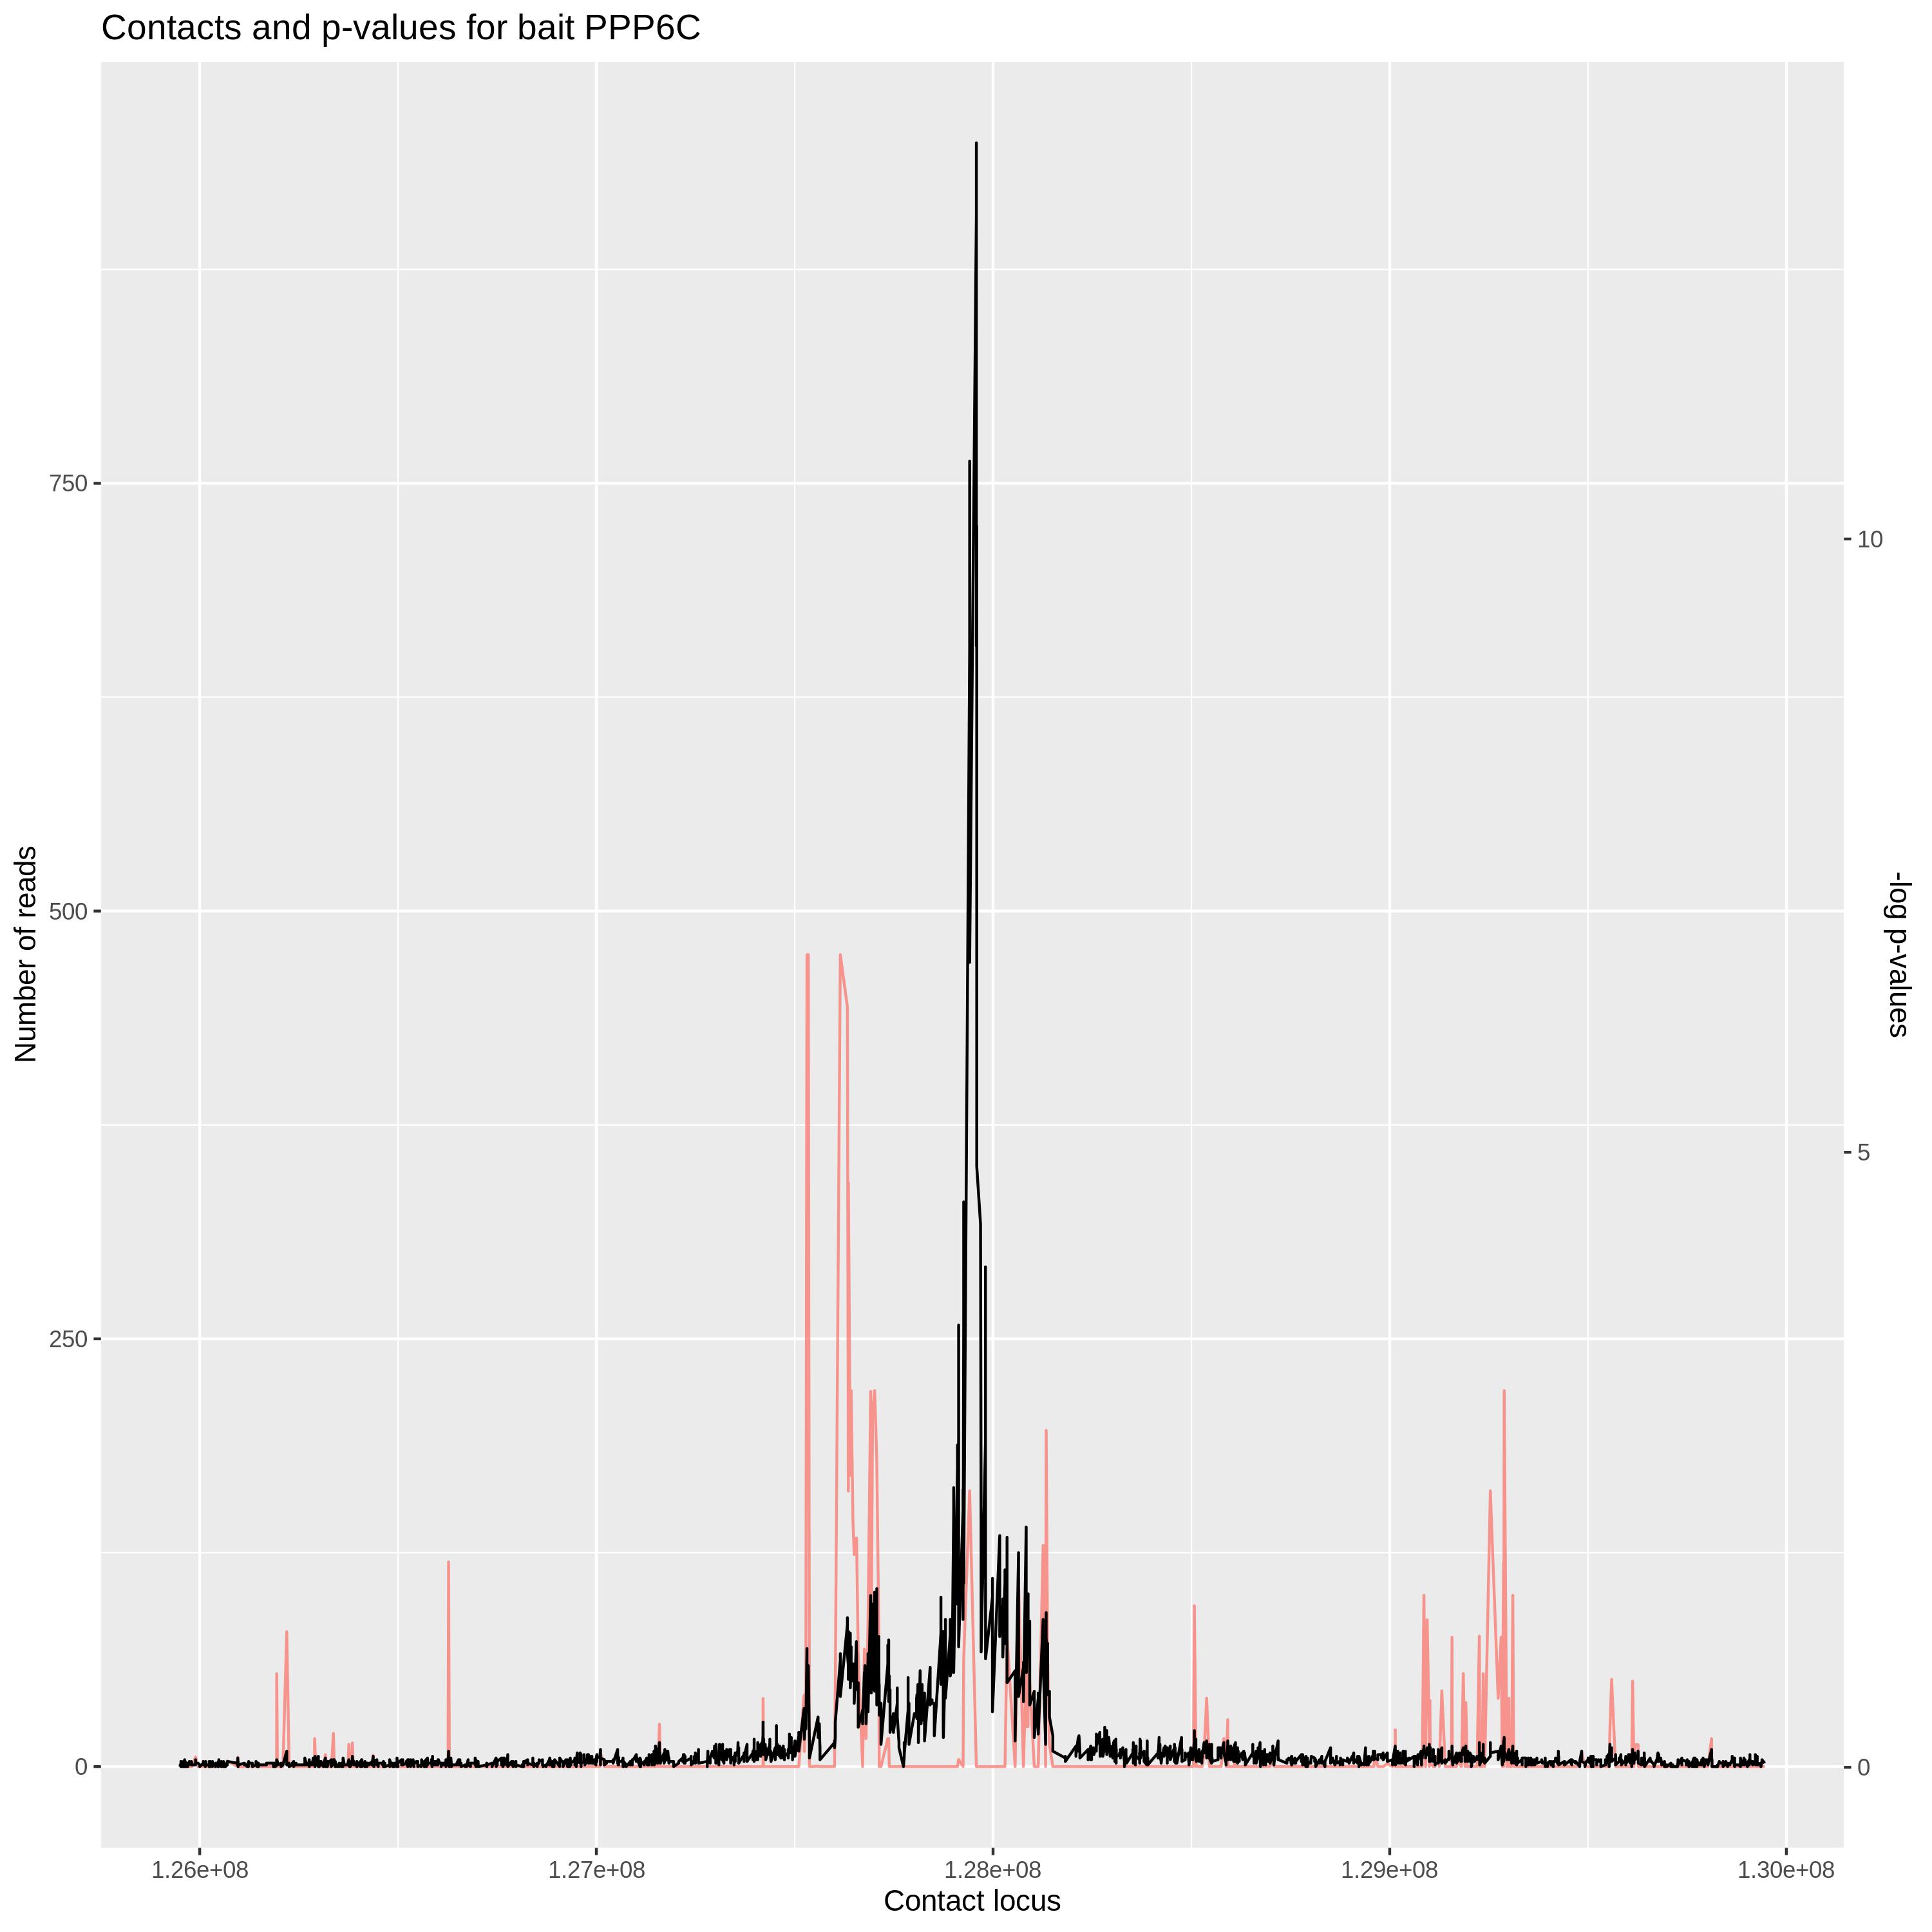 Contacts and p-values for bait PPP6C
Number of reads
750
500
250
0
10
5
0
-log p-values
1.26e+08
1.27e+08
1.28e+08
1.29e+08
1.30e+08
Contact locus